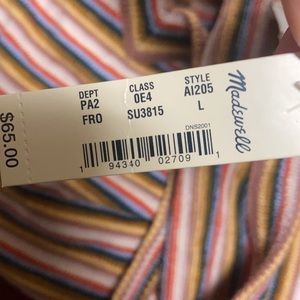 DEPT CLASS STYLE
PA2 0E4 AI205
FRO SU3815 L
DNS2001
1 94340 02709 1
Madewell
$65.00